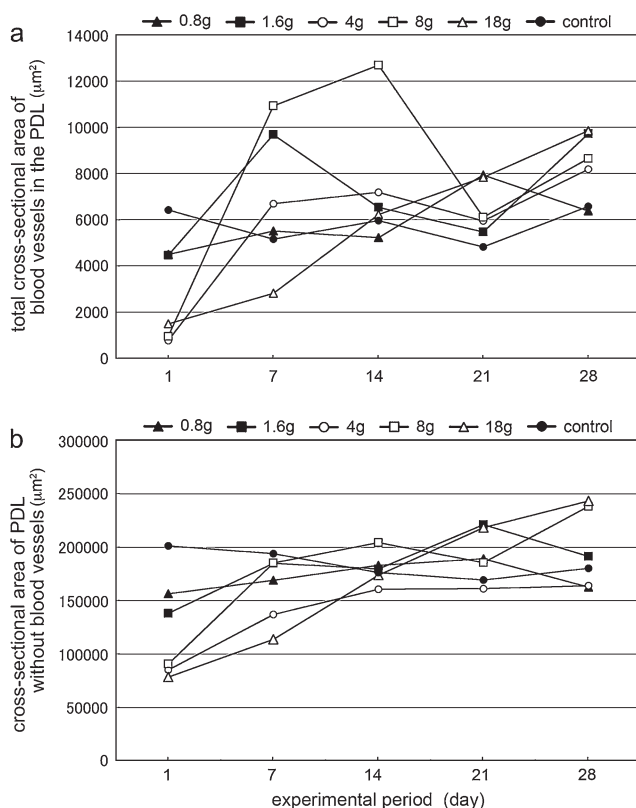 a
0.8g 1.6g 4g 8g 18g control
total cross-sectional area of
blood vessels in the PDL (μm²)
14000
12000
10000
8000
6000
4000
2000
0
1 7 14 21 28
b
0.8g 1.6g 4g 8g 18g control
cross-sectional area of PDL
without blood vessels (μm²)
300000
250000
200000
150000
100000
50000
0
1 7 14 21 28
experimental period (day)